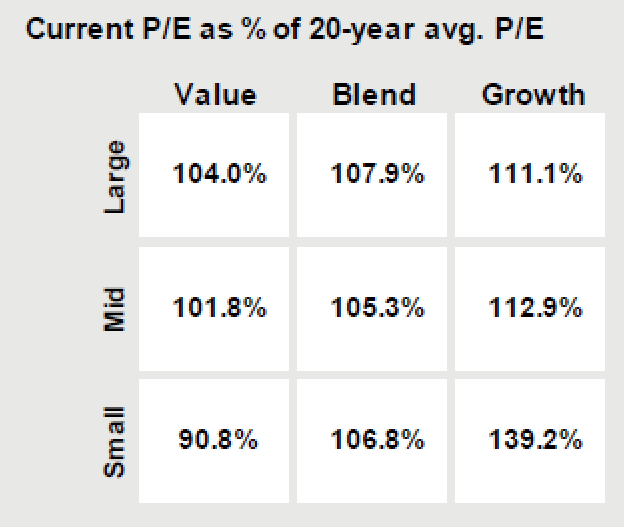 Current P/E as % of 20-year avg. P/E
Value Blend Growth
Large 104.0% 107.9% 111.1%
Mid 101.8% 105.3% 112.9%
Small 90.8% 106.8% 139.2%